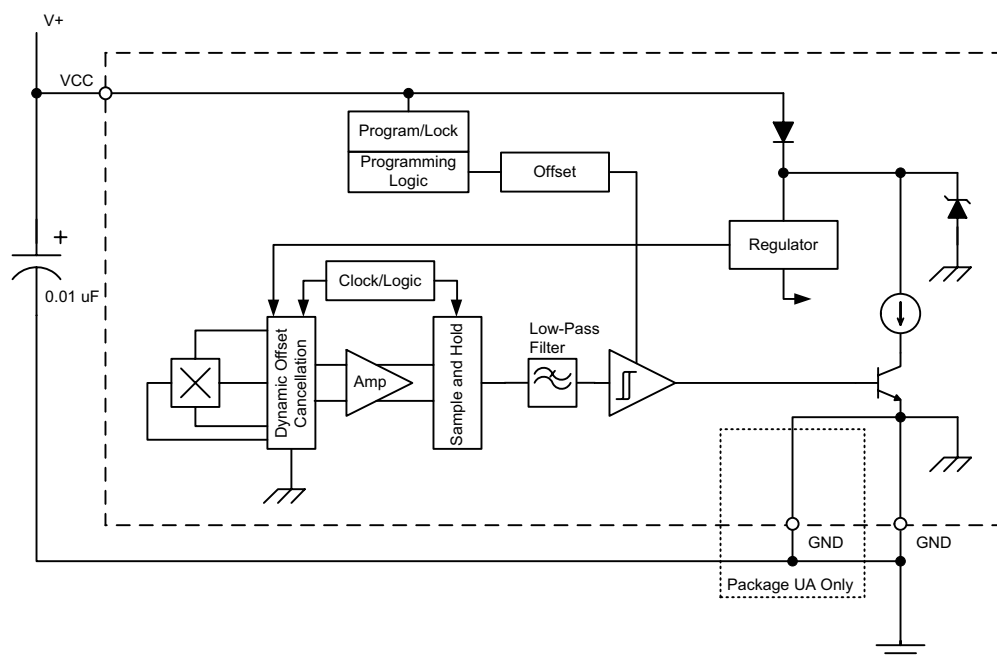 V+
VCC
Program/Lock
Programming
Logic
Offset
Regulator
+
0.01 uF
Clock/Logic
Dynamic Offset
Cancellation
Amp
Sample and Hold
Low-Pass
Filter
GND
GND
Package UA Only